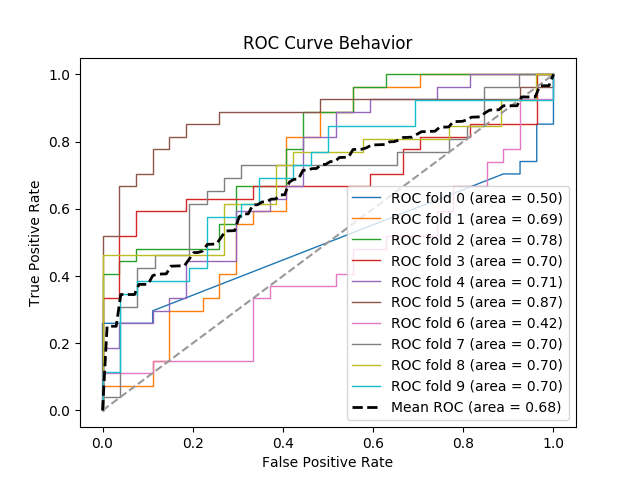 ROC Curve Behavior
True Positive Rate
1.0
0.8
0.6
0.4
0.2
0.0
ROC fold 0 (area = 0.50)
ROC fold 1 (area = 0.69)
ROC fold 2 (area = 0.78)
ROC fold 3 (area = 0.70)
ROC fold 4 (area = 0.71)
ROC fold 5 (area = 0.87)
ROC fold 6 (area = 0.42)
ROC fold 7 (area = 0.70)
ROC fold 8 (area = 0.70)
ROC fold 9 (area = 0.70)
Mean ROC (area = 0.68)
0.0 0.2 0.4 0.6 0.8 1.0
False Positive Rate